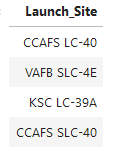 Launch_Site
CCAFS LC-40
VAFB SLC-4E
KSC LC-39A
CCAFS SLC-40